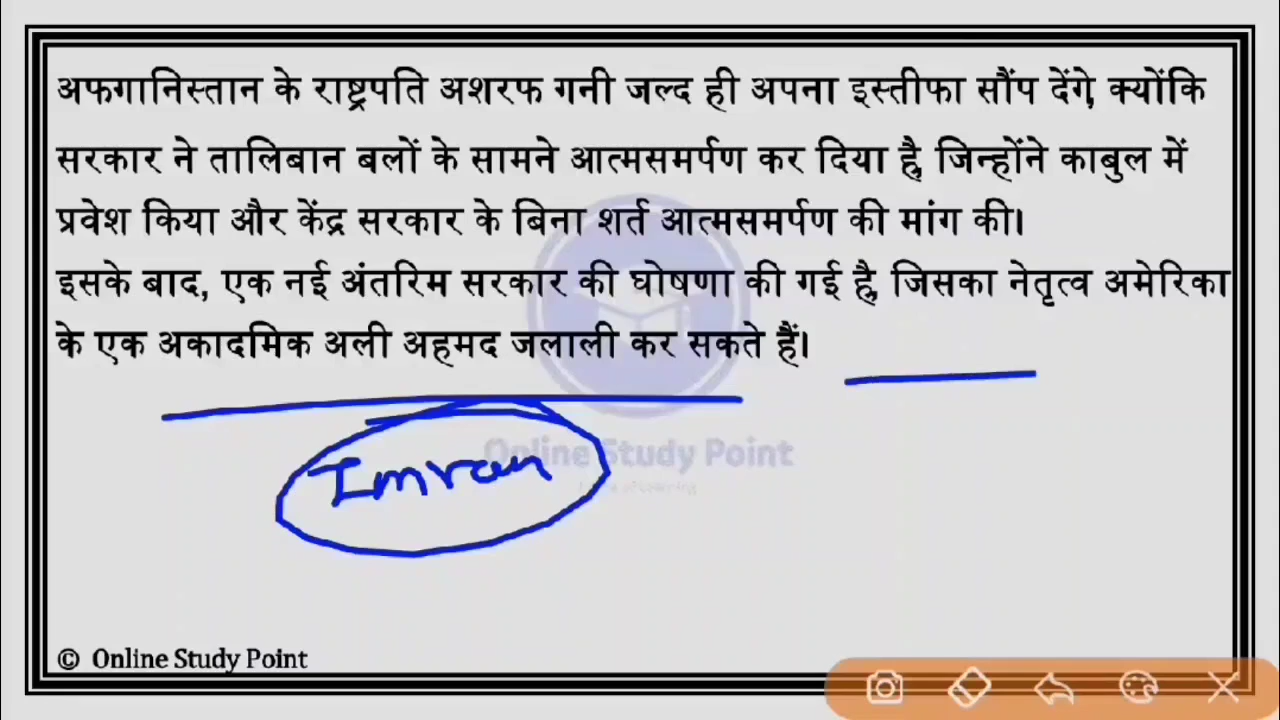 अफगानिस्तान के राष्ट्रपति अशरफ गनी जल्द ही अपना इस्तीफा सौंप देंगे, क्योंकि
सरकार ने तालिबान बलों के सामने आत्मसमर्पण कर दिया है, जिन्होंने काबुल में
प्रवेश किया और केंद्र सरकार के बिना शर्त आत्मसमर्पण की मांग की।
इसके बाद, एक नई अंतरिम सरकार की घोषणा की गई है, जिसका नेतृत्व अमेरिका
के एक अकादमिक अली अहमद जलाली कर सकते हैं।
Online Study Point
Imran
© Online Study Point